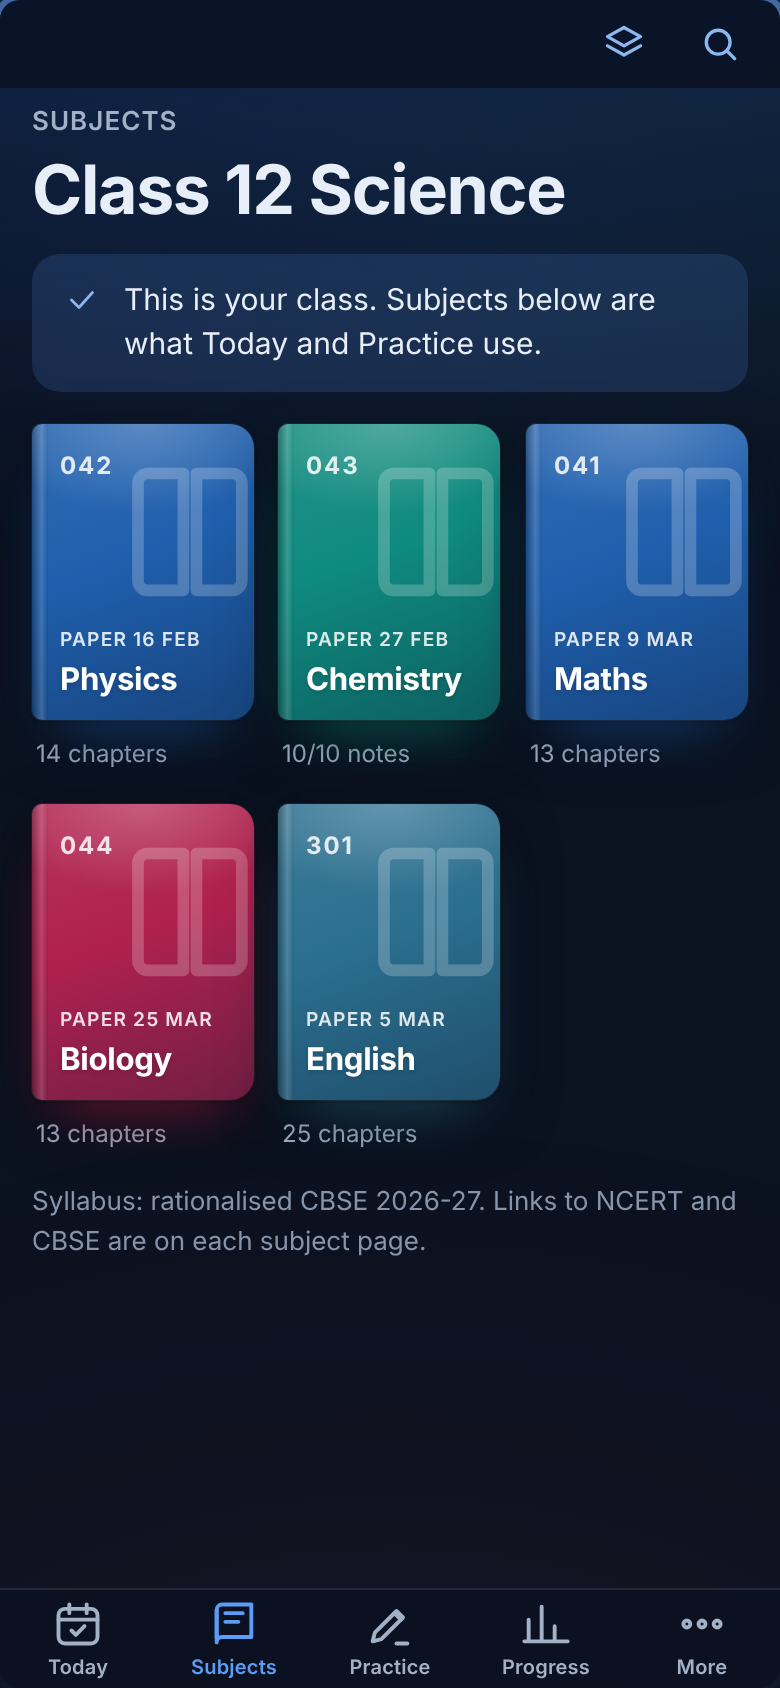 SUBJECTS
Class 12 Science
This is your class. Subjects below are
what Today and Practice use.
042
PAPER 16 FEB
Physics
14 chapters
043
PAPER 27 FEB
Chemistry
10/10 notes
041
PAPER 9 MAR
Maths
13 chapters
044
PAPER 25 MAR
Biology
13 chapters
301
PAPER 5 MAR
English
25 chapters
Syllabus: rationalised CBSE 2026-27. Links to NCERT and
CBSE are on each subject page.
Today
Subjects
Practice
Progress
More